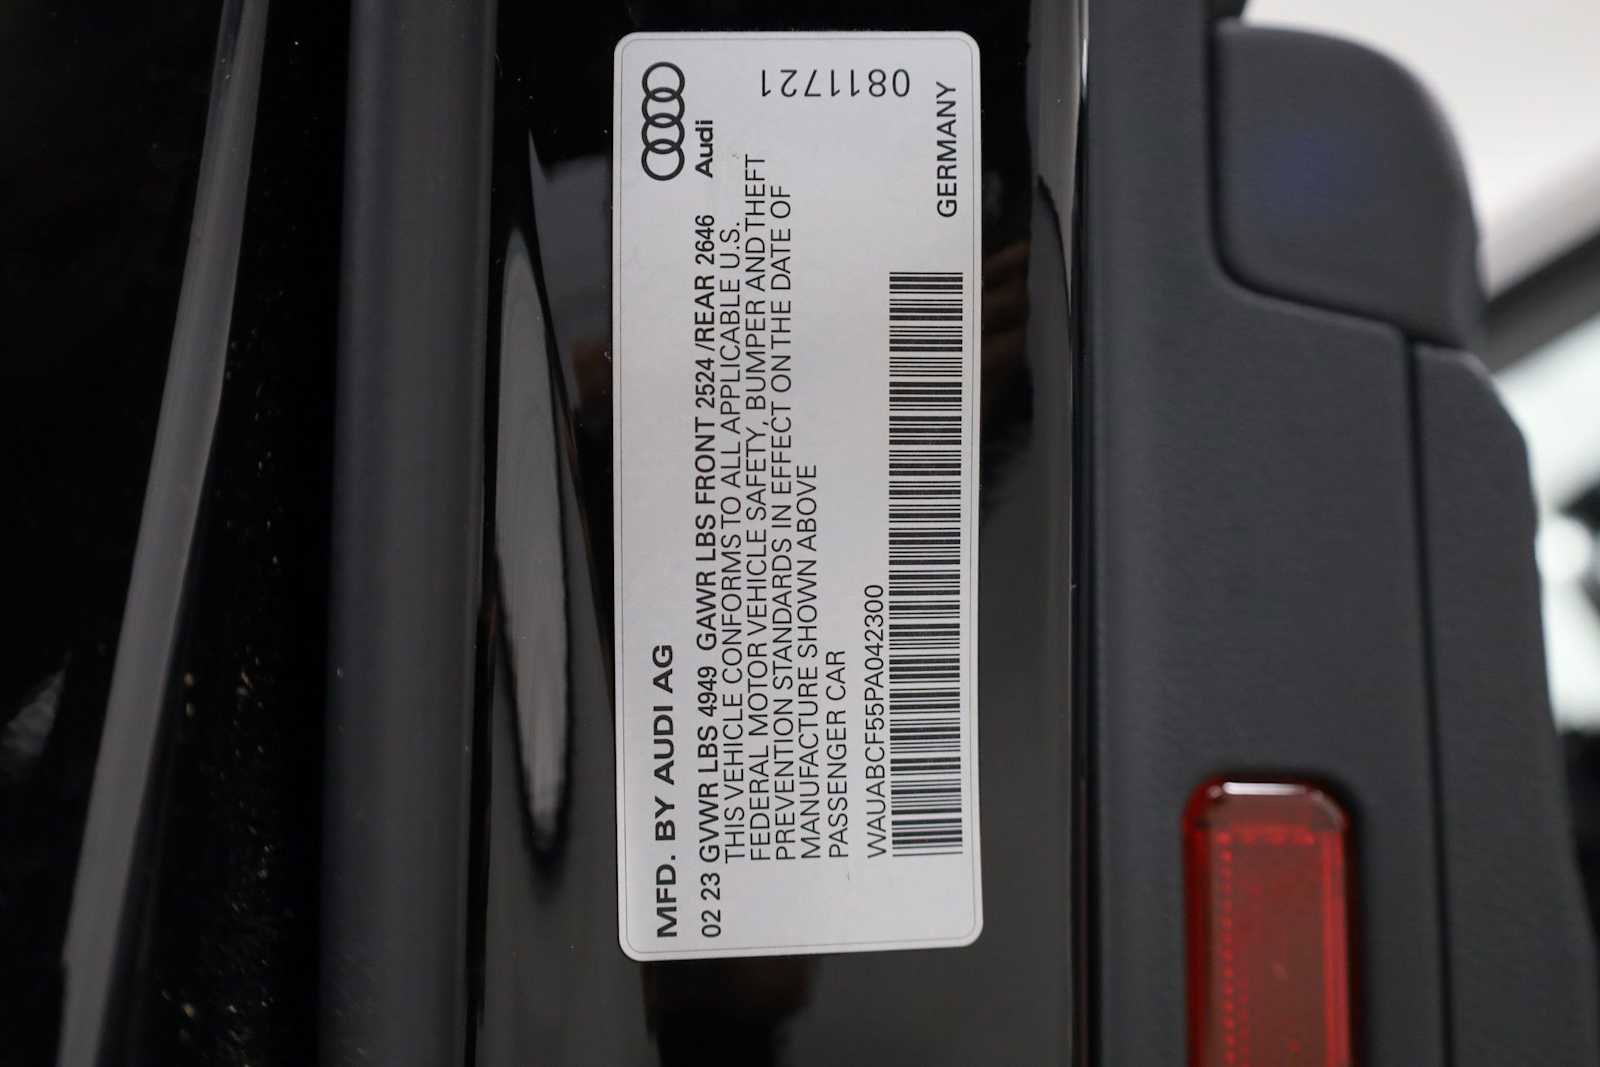 MFD. BY AUDI AG
Audi
02 23 GVWR LBS 4949 GAWR LBS FRONT 2524 /REAR 2646
THIS VEHICLE CONFORMS TO ALL APPLICABLE U.S.
FEDERAL MOTOR VEHICLE SAFETY, BUMPER AND THEFT
PREVENTION STANDARDS IN EFFECT ON THE DATE OF
MANUFACTURE SHOWN ABOVE
PASSENGER CAR
0811721
WAUABCF55PA042300
GERMANY